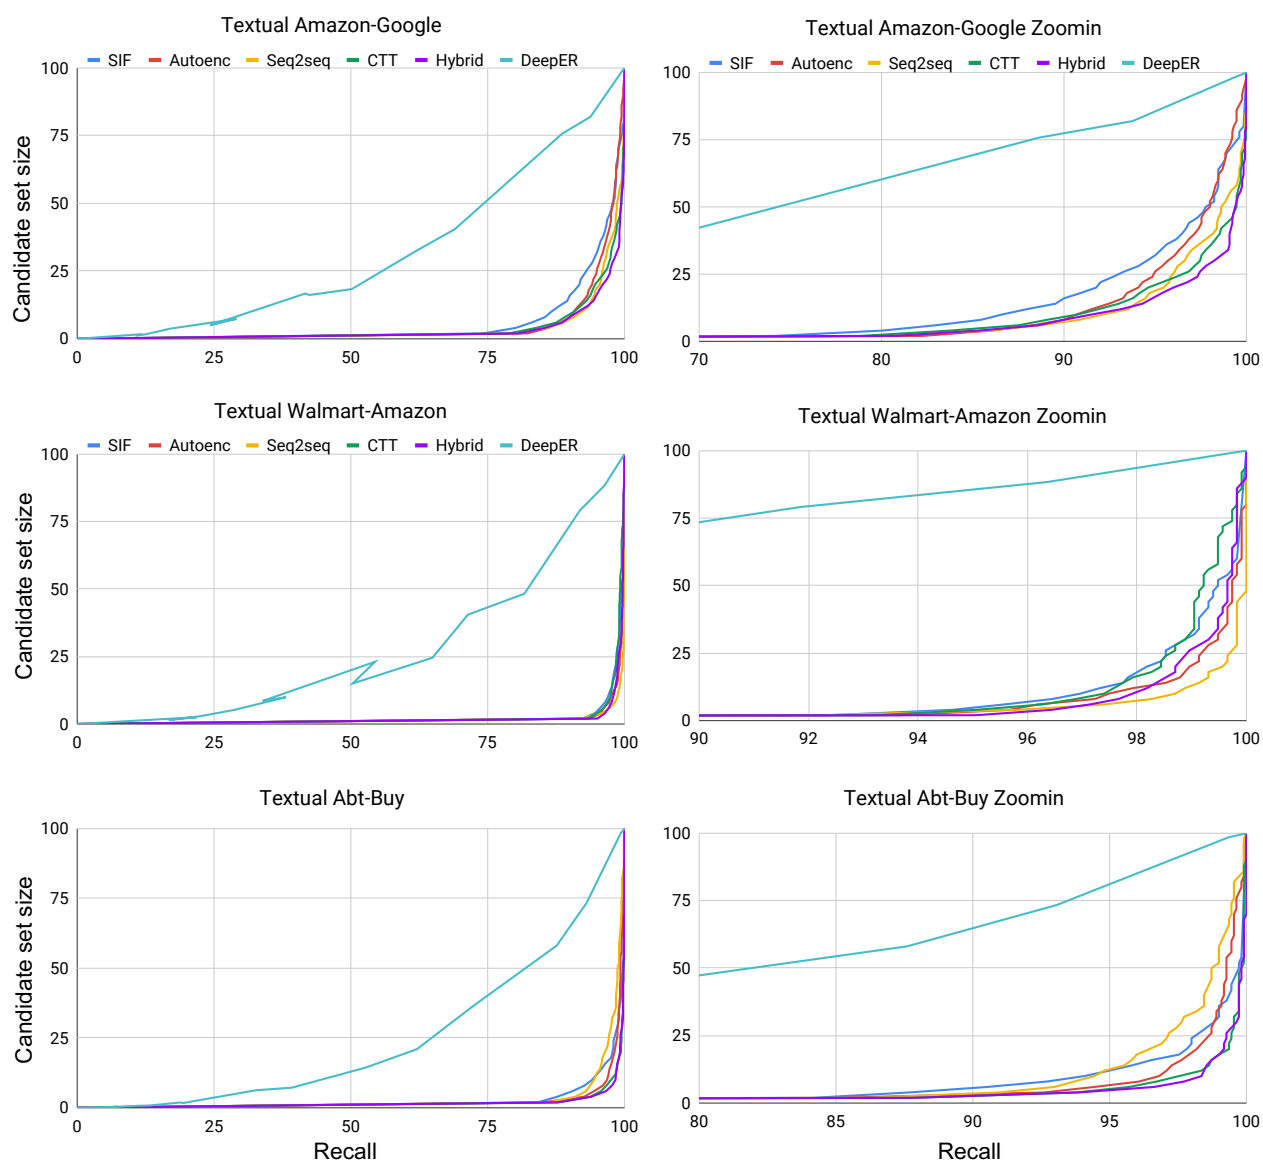 Textual Amazon-Google
SIF Autoenc Seq2seq CTT Hybrid DeepER
Candidate set size
100
75
50
25
0
0 25 50 75 100
Textual Amazon-Google Zoomin
SIF Autoenc Seq2seq CTT Hybrid DeepER
100
75
50
25
0
70 80 90 100
Textual Walmart-Amazon
SIF Autoenc Seq2seq CTT Hybrid DeepER
Candidate set size
100
75
50
25
0
0 25 50 75 100
Textual Walmart-Amazon Zoomin
100
75
50
25
0
90 92 94 96 98 100
Textual Abt-Buy
Candidate set size
100
75
50
25
0
0 25 50 75 100
Recall
Textual Abt-Buy Zoomin
100
75
50
25
0
80 85 90 95 100
Recall